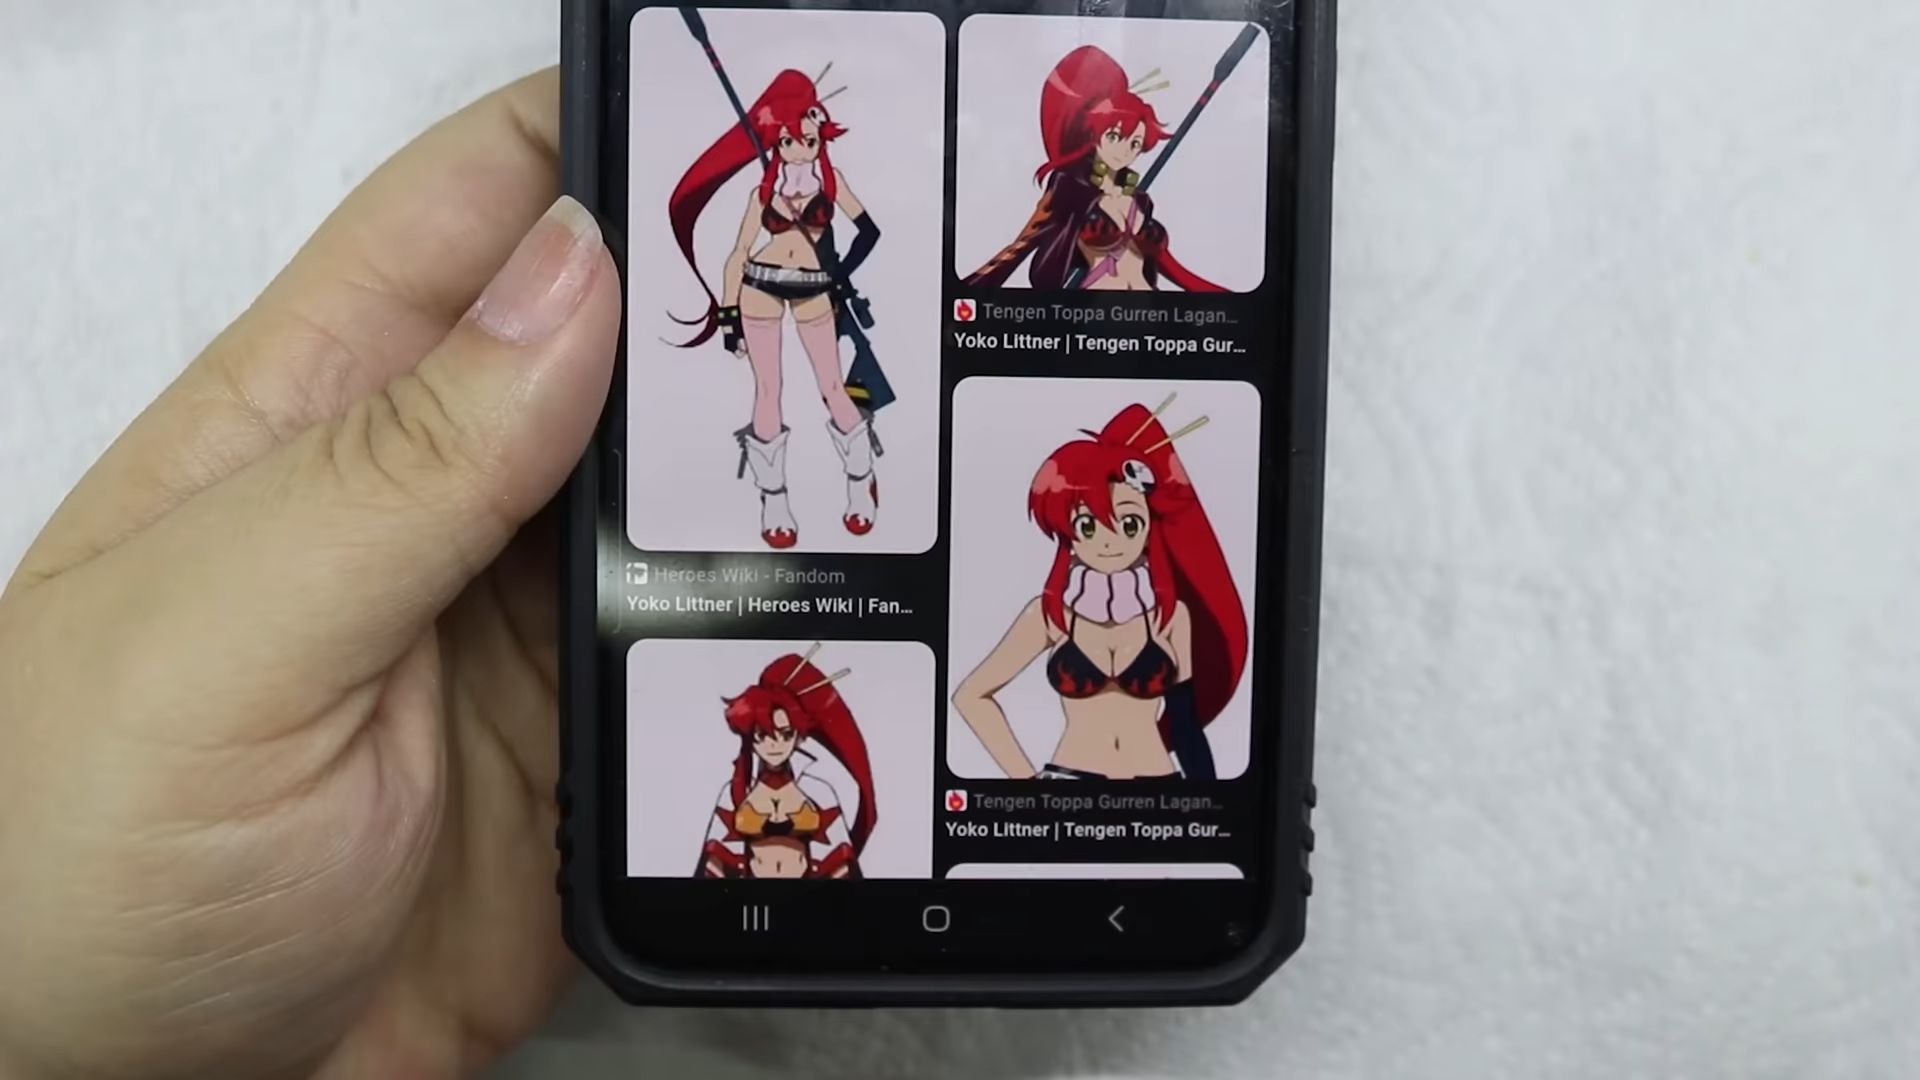 Tengen Toppa Gurren Lagan...
Yoko Littner | Tengen Toppa Gur...
Heroes Wiki - Fandom
Yoko Littner | Heroes Wiki | Fan...
Tengen Toppa Gurren Lagan...
Yoko Littner | Tengen Toppa Gur...